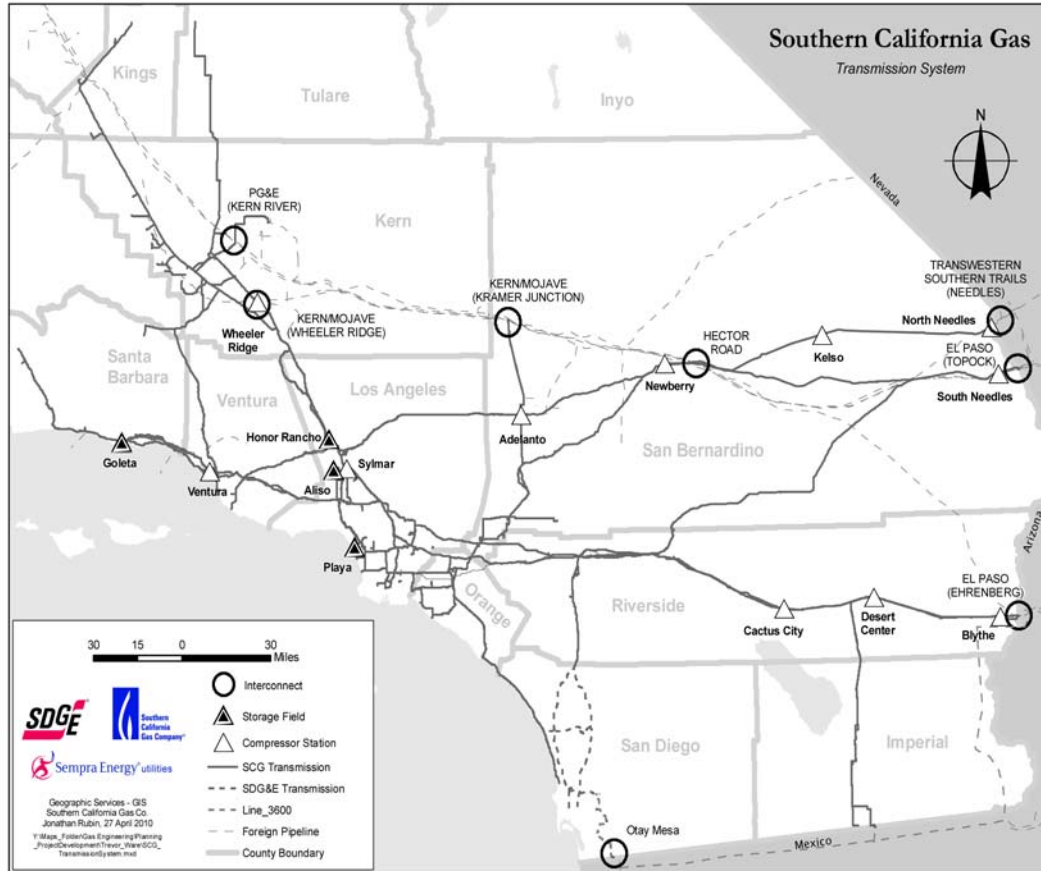 Southern California Gas
Transmission System
N
Kings
Tulare
Inyo
Nevada
PG&E
(KERN RIVER)
Kern
KERN/MOJAVE
(KRAMER JUNCTION)
TRANSWESTERN
SOUTHERN TRAILS
(NEEDLES)
North Needles
Wheeler
Ridge
KERN/MOJAVE
(WHEELER RIDGE)
HECTOR
ROAD
Kelso
EL PASO
(TOPOCK)
Santa
Barbara
Ventura
Los Angeles
Newberry
South Needles
Honor Rancho
Adelanto
San Bernardino
Goleta
Ventura
Aliso
Sylmar
Playa
Arizona
Orange
Riverside
EL PASO
(EHRENBERG)
Cactus City
Desert
Center
Blythe
San Diego
Imperial
Otay Mesa
Mexico
30 15 0 30
Miles
Interconnect
Storage Field
Compressor Station
SCG Transmission
SDG&E Transmission
Line_3600
Foreign Pipeline
County Boundary
SDGE
Southern
California
Gas Company
Sempra Energy utilities
Geographic Services - GIS
Southern California Gas Co.
Jonathan Rubin, 27 April 2010